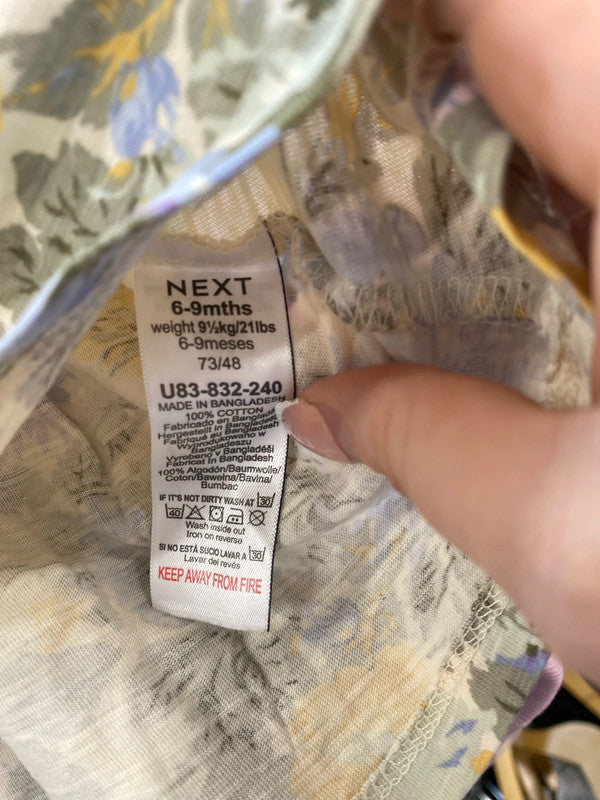 NEXT
6-9mths
weight 9½kg/21lbs
6-9meses
73/48
U83-832-240
MADE IN BANGLADESH
100% COTTON
Fabricado en Bangladés
Hergestellt in Bangladesh
Fabriqué au Bangladesh
Wyprodukowano w
Bangladeszu
Vyrobeno v Bangladéši
Fabricat în Bangladesh
100% Algodón/Baumwolle/
Coton/Bawełna/Bavlna/
Bumbac
IF IT'S NOT DIRTY WASH AT 30
40
Wash inside out
Iron on reverse
SI NO ESTÁ SUCIO LAVAR A 30
Lavar del revés
KEEP AWAY FROM FIRE